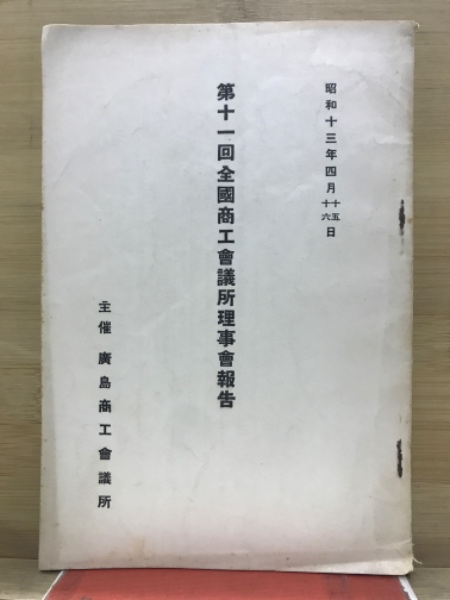 昭和十三年四月十五十六日
第十一回全國商工會議所理事會報告
主催 廣島商工會議所